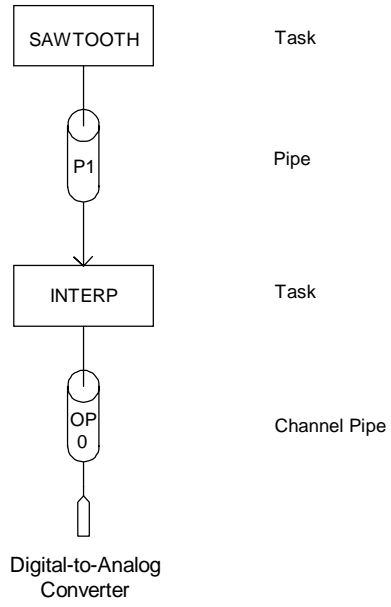 SAWTOOTH
Task
P1
Pipe
INTERP
Task
OP
0
Channel Pipe
Digital-to-Analog
Converter